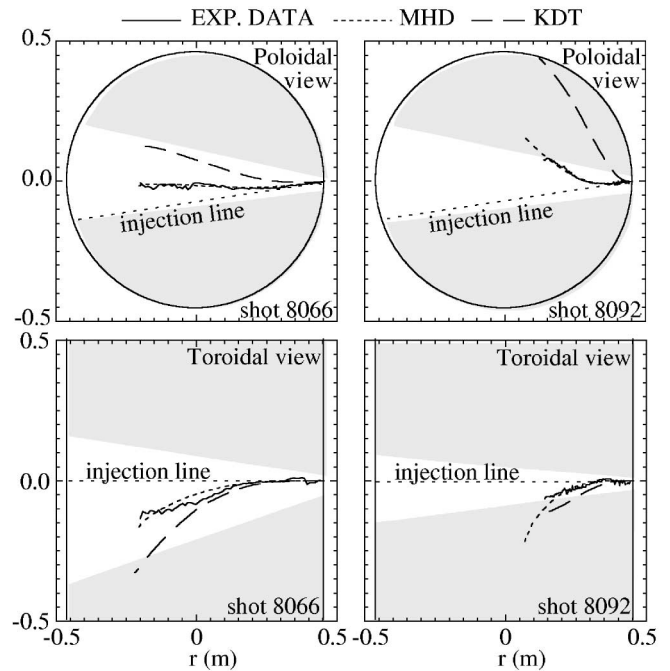 EXP. DATA MHD KDT
0.5
Poloidal
view
Poloidal
view
0.0
injection line
injection line
shot 8066
shot 8092
-0.5
0.5
Toroidal view
Toroidal view
injection line
injection line
0.0
shot 8066
shot 8092
-0.5
-0.5 0 0.5 -0.5 0 0.5
r (m) r (m)